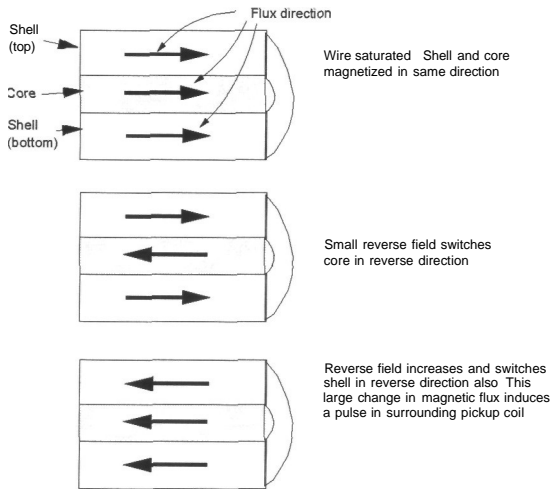 Flux direction
Shell
(top)
Core
Shell
(bottom)
Wire saturated Shell and core
magnetized in same direction
Small reverse field switches
core in reverse direction
Reverse field increases and switches
shell in reverse direction also This
large change in magnetic flux induces
a pulse in surrounding pickup coil